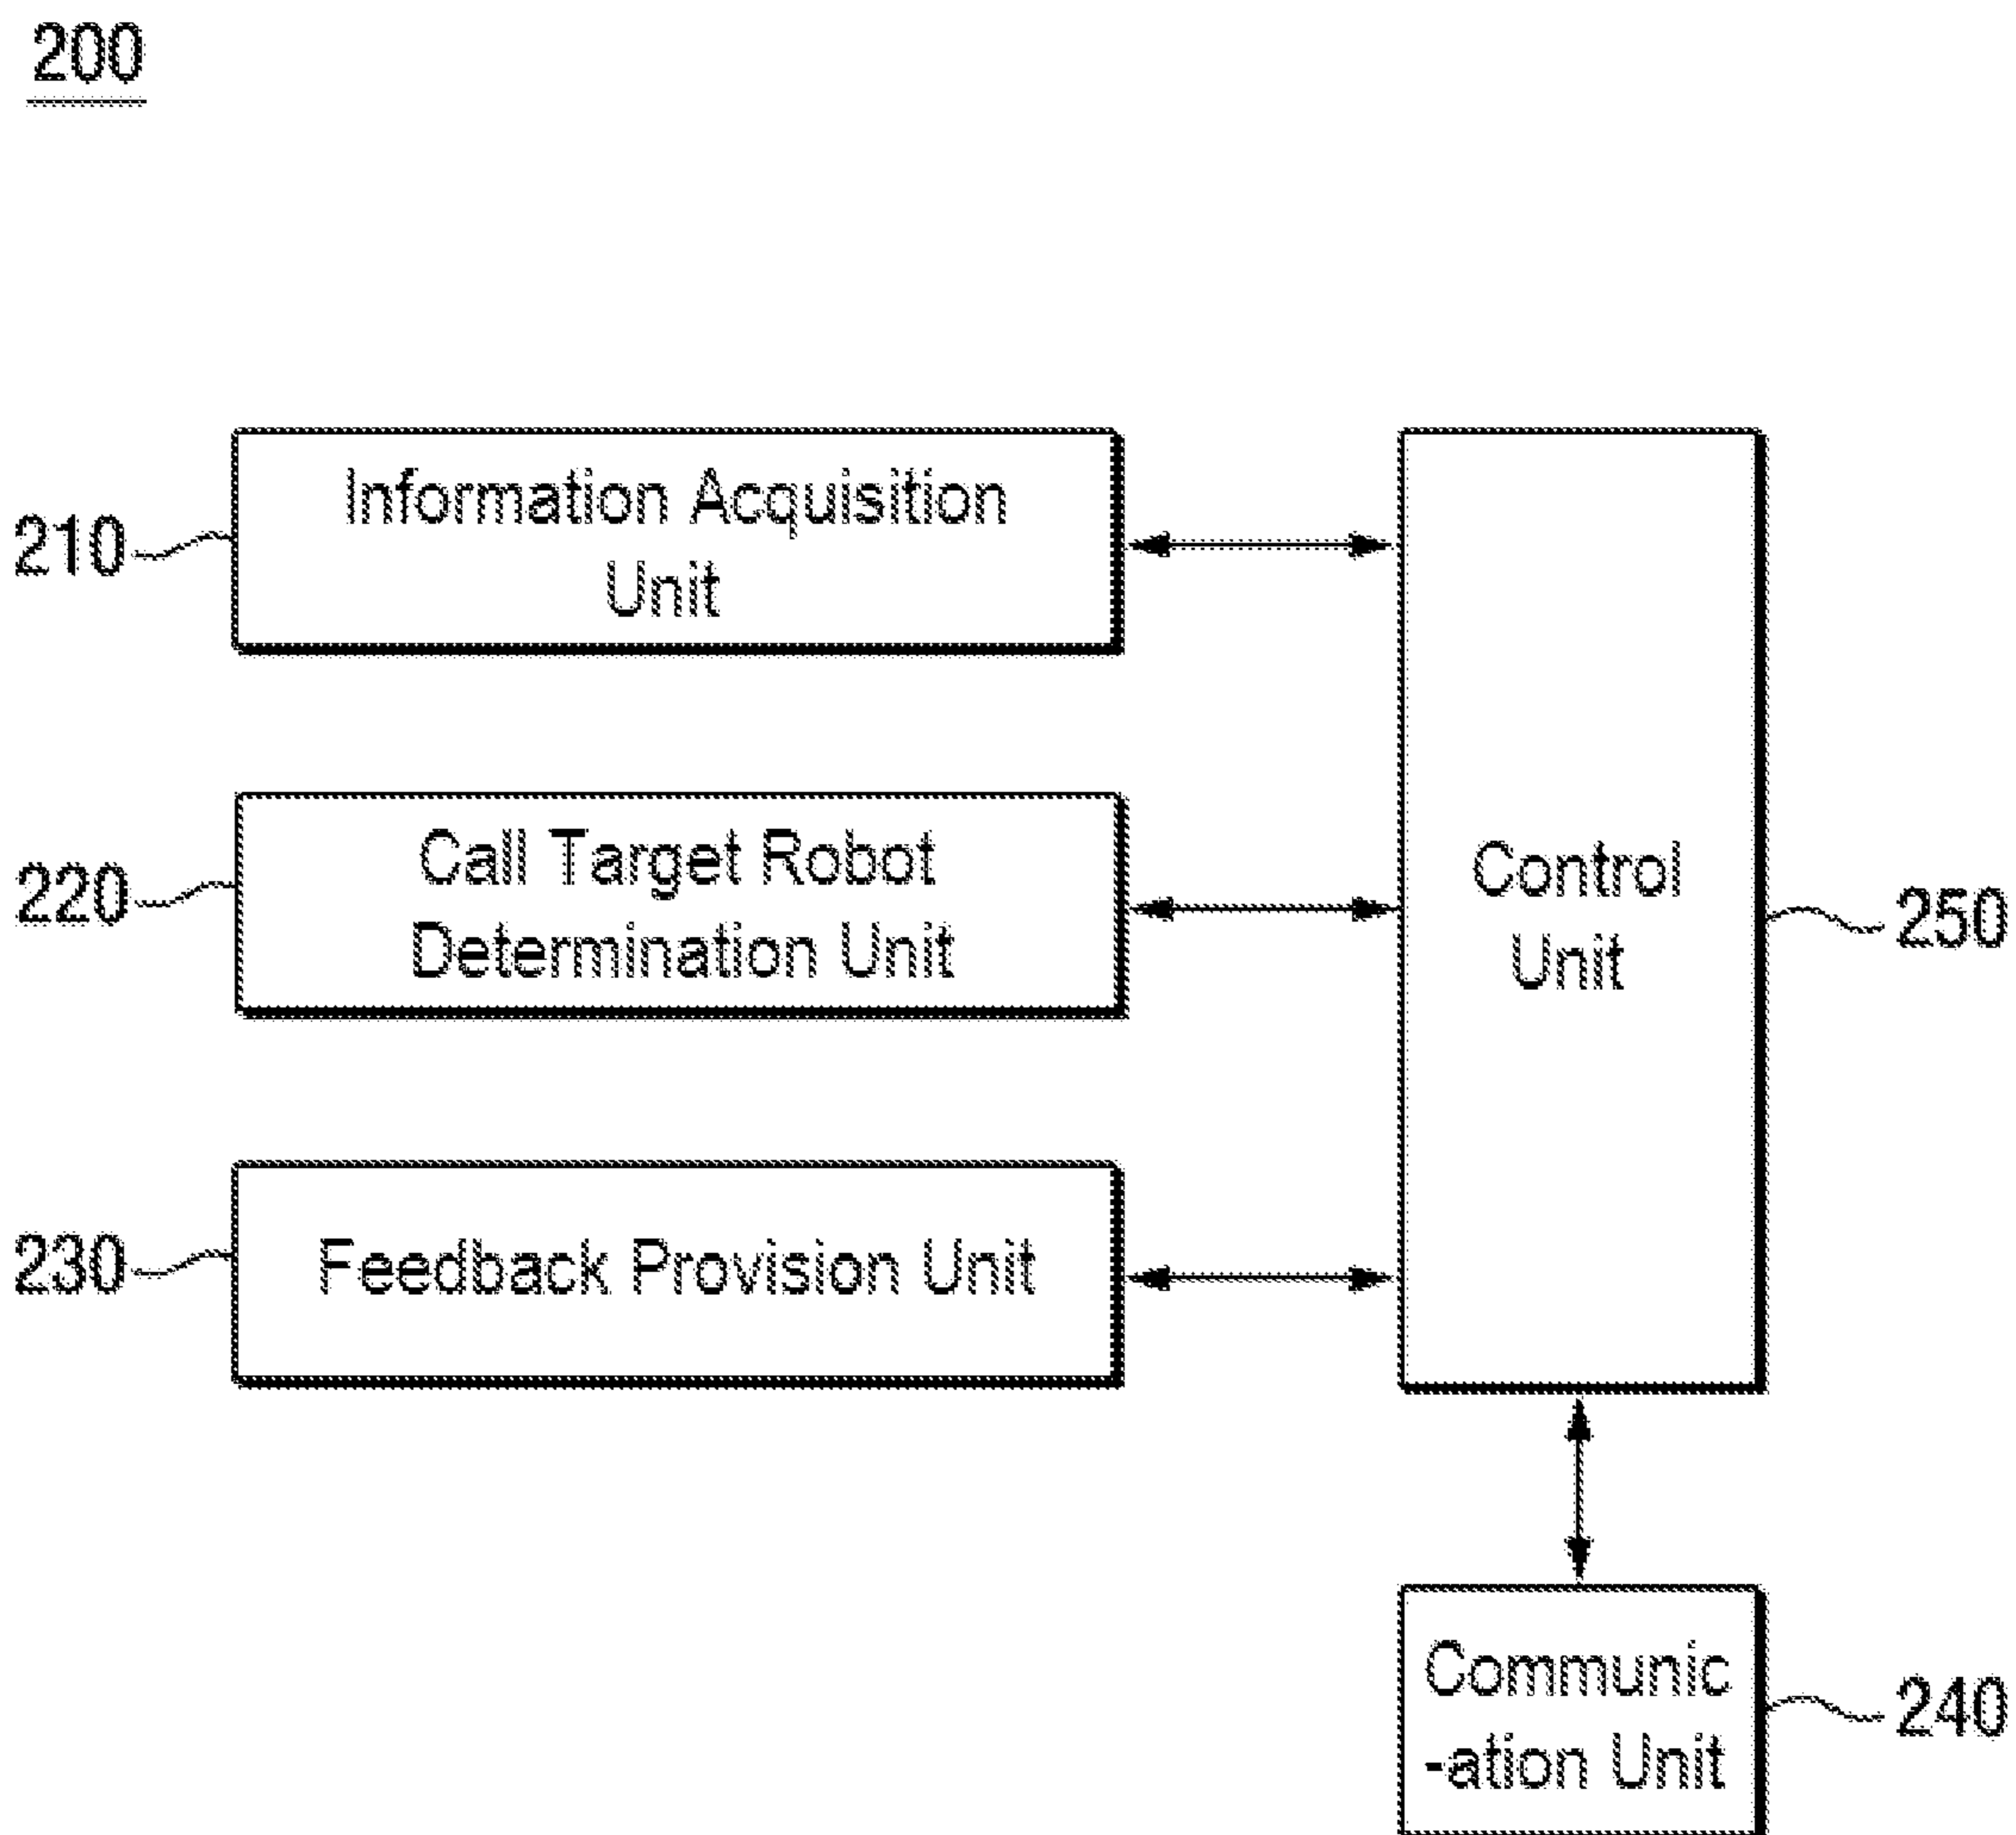 200
210
Information Acquisition
Unit
220
Call Target Robot
Determination Unit
230
Feedback Provision Unit
Control
Unit
250
Communic
-ation Unit
240